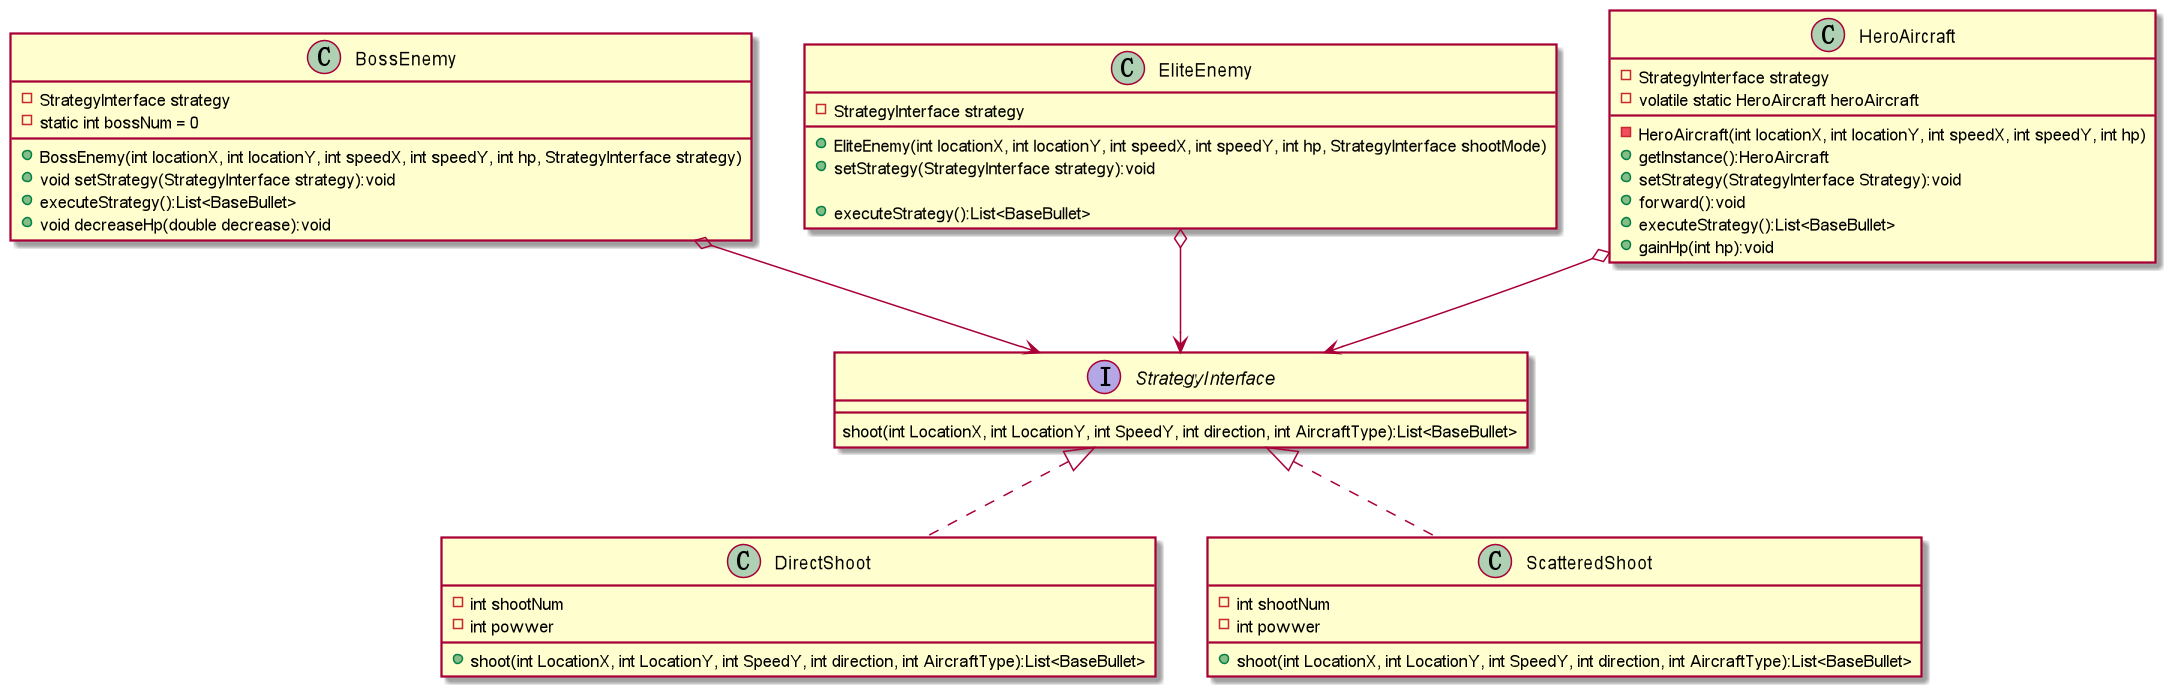 C BossEnemy
StrategyInterface strategy
static int bossNum = 0
BossEnemy(int locationX, int locationY, int speedX, int speedY, int hp, StrategyInterface strategy)
void setStrategy(StrategyInterface strategy):void
executeStrategy():List<BaseBullet>
void decreaseHp(double decrease):void
C EliteEnemy
StrategyInterface strategy
EliteEnemy(int locationX, int locationY, int speedX, int speedY, int hp, StrategyInterface shootMode)
setStrategy(StrategyInterface strategy):void
executeStrategy():List<BaseBullet>
C HeroAircraft
StrategyInterface strategy
volatile static HeroAircraft heroAircraft
HeroAircraft(int locationX, int locationY, int speedX, int speedY, int hp)
getInstance():HeroAircraft
setStrategy(StrategyInterface Strategy):void
forward():void
executeStrategy():List<BaseBullet>
gainHp(int hp):void
I StrategyInterface
shoot(int LocationX, int LocationY, int SpeedY, int direction, int AircraftType):List<BaseBullet>
C DirectShoot
int shootNum
int powwer
shoot(int LocationX, int LocationY, int SpeedY, int direction, int AircraftType):List<BaseBullet>
C ScatteredShoot
int shootNum
int powwer
shoot(int LocationX, int LocationY, int SpeedY, int direction, int AircraftType):List<BaseBullet>